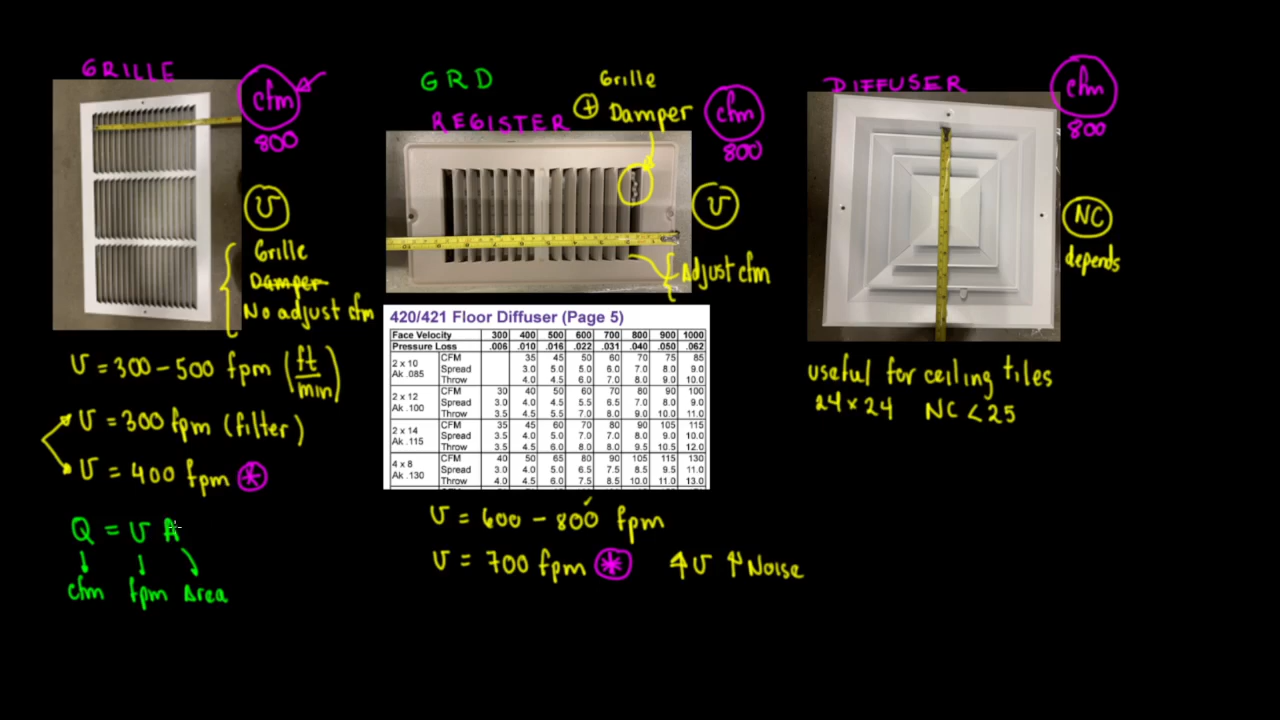 GRILLE
cfm
800
V
Grille
Damper
No adjust cfm
V = 300 - 500 fpm (ft/min)
V = 300 fpm (filter)
V = 400 fpm *
Q = V A
cfm fpm Area
GRD
Grille
+ Damper
REGISTER
cfm
800
V
Adjust cfm
420/421 Floor Diffuser (Page 5)
Face Velocity 300 400 500 600 700 800 900 1000
Pressure Loss .006 .010 .016 .022 .031 .040 .050 .062
2 x 10 Ak .085
CFM 35 45 50 60 70 75 85
Spread 3.0 5.0 5.0 6.0 7.0 8.0 9.0
Throw 4.0 4.5 6.0 7.0 8.0 9.0 10.0
2 x 12 Ak .100
CFM 30 40 50 60 70 80 90 100
Spread 3.0 4.0 4.5 5.5 6.5 7.0 8.0 9.0
Throw 3.5 4.5 5.5 7.0 8.0 9.0 10.0 11.0
2 x 14 Ak .115
CFM 35 45 60 70 80 90 105 115
Spread 3.5 4.0 5.0 7.0 7.0 8.0 9.0 10.0
Throw 3.5 4.5 6.0 8.0 8.0 9.5 10.5 12.0
4 x 8 Ak .130
CFM 40 50 65 80 90 105 115 130
Spread 3.0 4.0 5.0 6.5 7.5 8.5 9.5 11.0
Throw 4.0 4.5 6.0 7.5 8.5 10.0 11.0 13.0
V = 600 - 800 fpm
V = 700 fpm * ↑V ↑Noise
DIFFUSER
cfm
800
NC
depends
useful for ceiling tiles
24 x 24 NC < 25